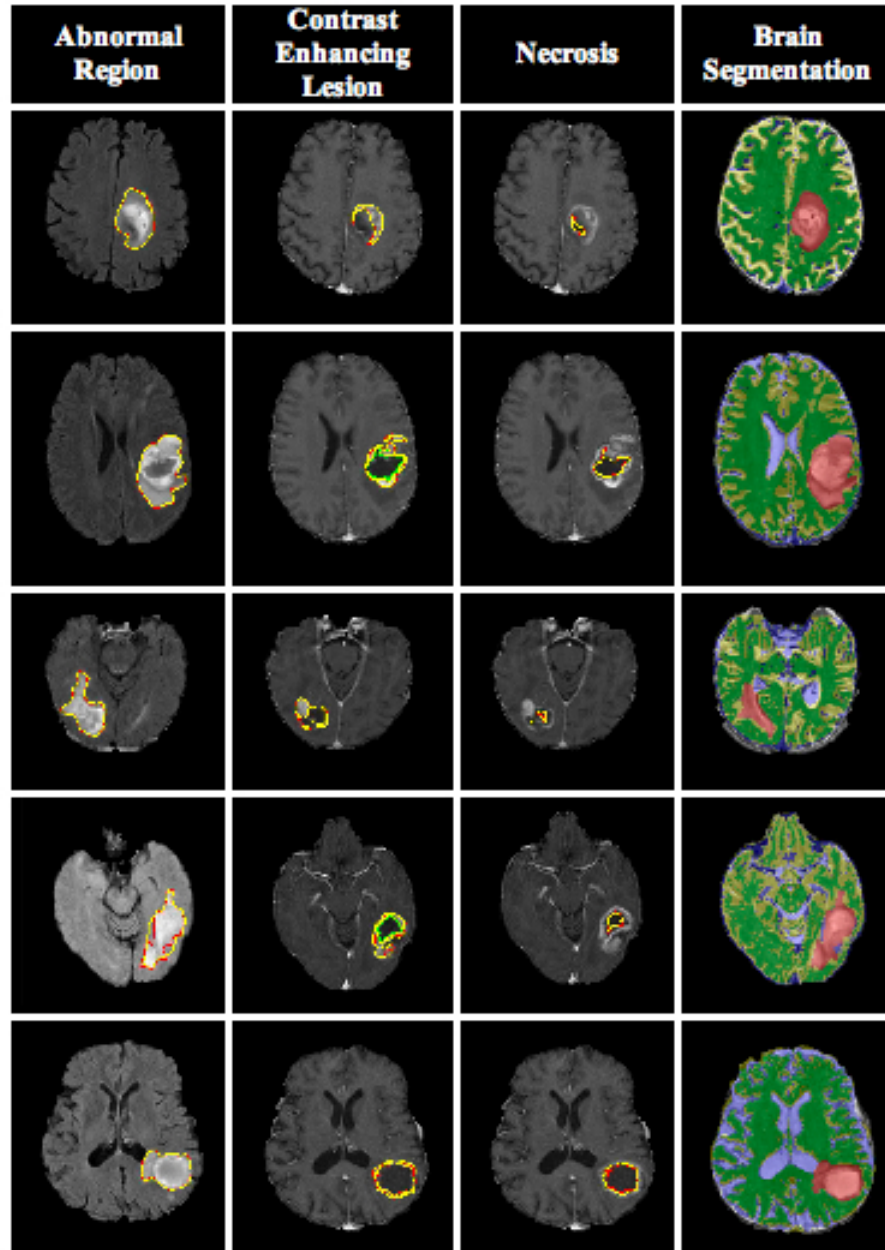 Abnormal
Region
Contrast
Enhancing
Lesion
Necrosis
Brain
Segmentation